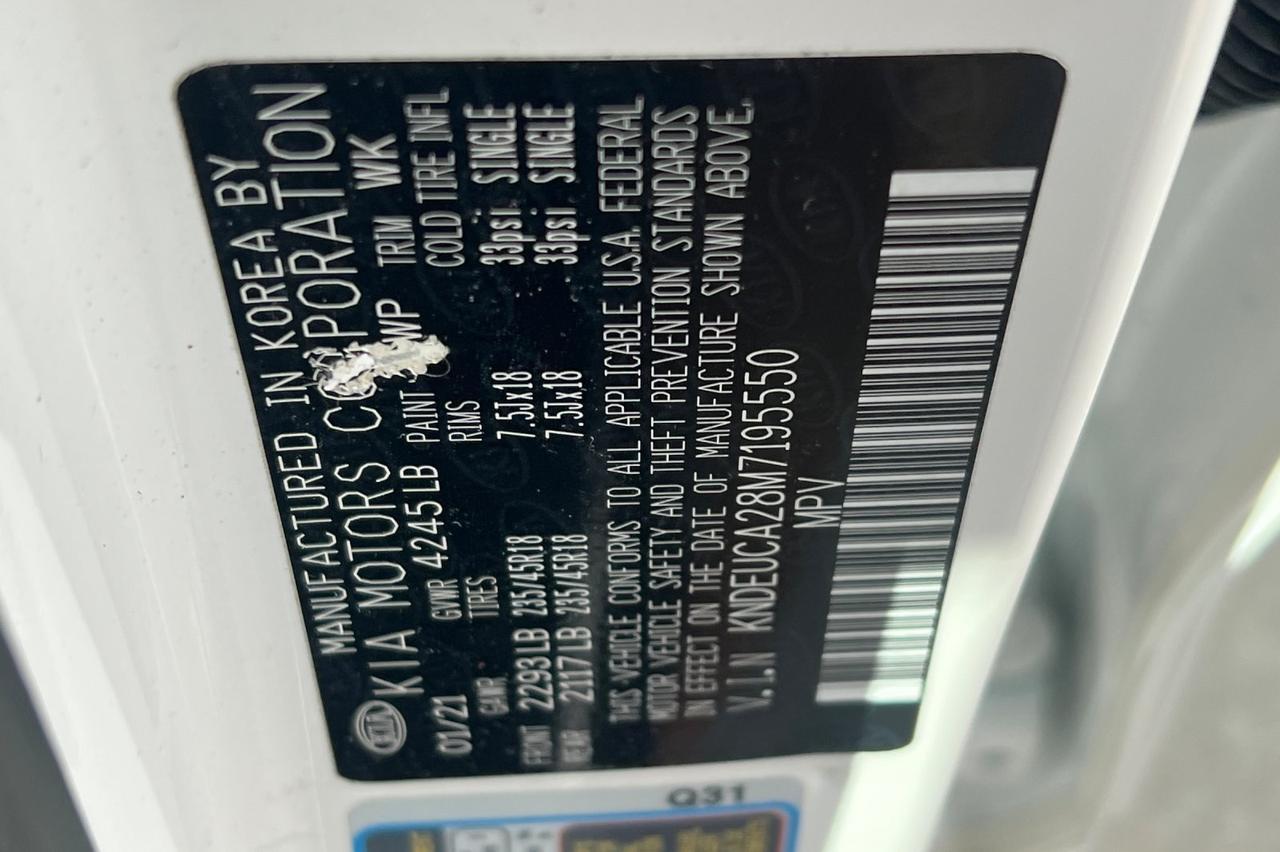 MANUFACTURED IN KOREA BY
KIA KIA MOTORS CORPORATION
01/21 GVWR 4245LB PAINT WP TRIM WK
GAWR TIRES RIMS COLD TIRE INFL
FRONT 2293LB 235/45R18 7.5Jx18 33psi SINGLE
REAR 2117LB 235/45R18 7.5Jx18 33psi SINGLE
THIS VEHICLE CONFORMS TO ALL APPLICABLE U.S.A. FEDERAL
MOTOR VEHICLE SAFETY AND THEFT PREVENTION STANDARDS
IN EFFECT ON THE DATE OF MANUFACTURE SHOWN ABOVE.
V.I.N KNDEUCA28M7195550
MPV
Q31